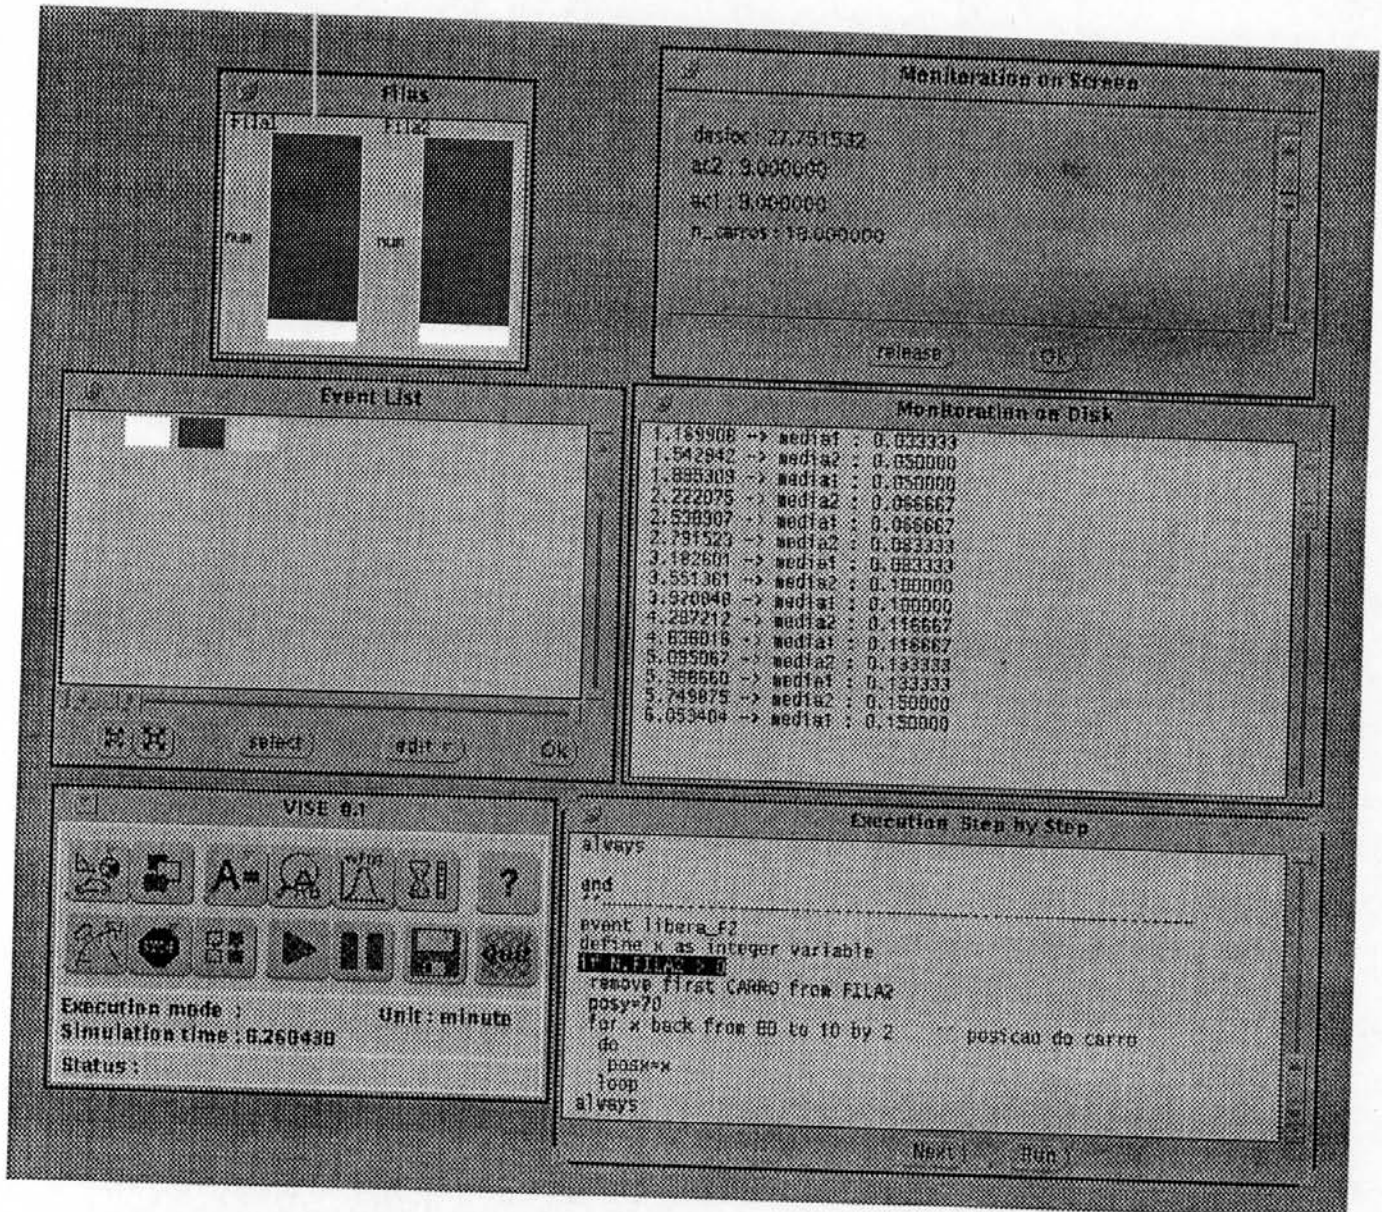 Files
Fila1 Fila2
num num
Monitoration on Screen
desloc : 27.751532
ac2 : 9.000000
ac1 : 9.000000
n_carros : 18.000000
release Ok
Event List
select edit Ok
Monitoration on Disk
1.169908 --> media1 : 0.033333
1.542842 --> media2 : 0.050000
1.895309 --> media1 : 0.050000
2.222075 --> media2 : 0.066667
2.538907 --> media1 : 0.066667
2.791523 --> media2 : 0.083333
3.182601 --> media1 : 0.083333
3.551361 --> media2 : 0.100000
3.920848 --> media1 : 0.100000
4.287212 --> media2 : 0.116667
4.636016 --> media1 : 0.116667
5.095067 --> media2 : 0.133333
5.366660 --> media1 : 0.133333
5.749875 --> media2 : 0.150000
6.053404 --> media1 : 0.150000
VISE 0.1
A= A ?
Quit
Execution mode : Unit : minute
Simulation time : 6.260430
Status :
Execution Step by Step
always
end
''
event libera_F2
define x as integer variable
if N.FILA2 > 0
remove first CARRO from FILA2
posy=70
for x back from 60 to 10 by 2 '' posicao do carro
do
posx=x
loop
always
Next Run